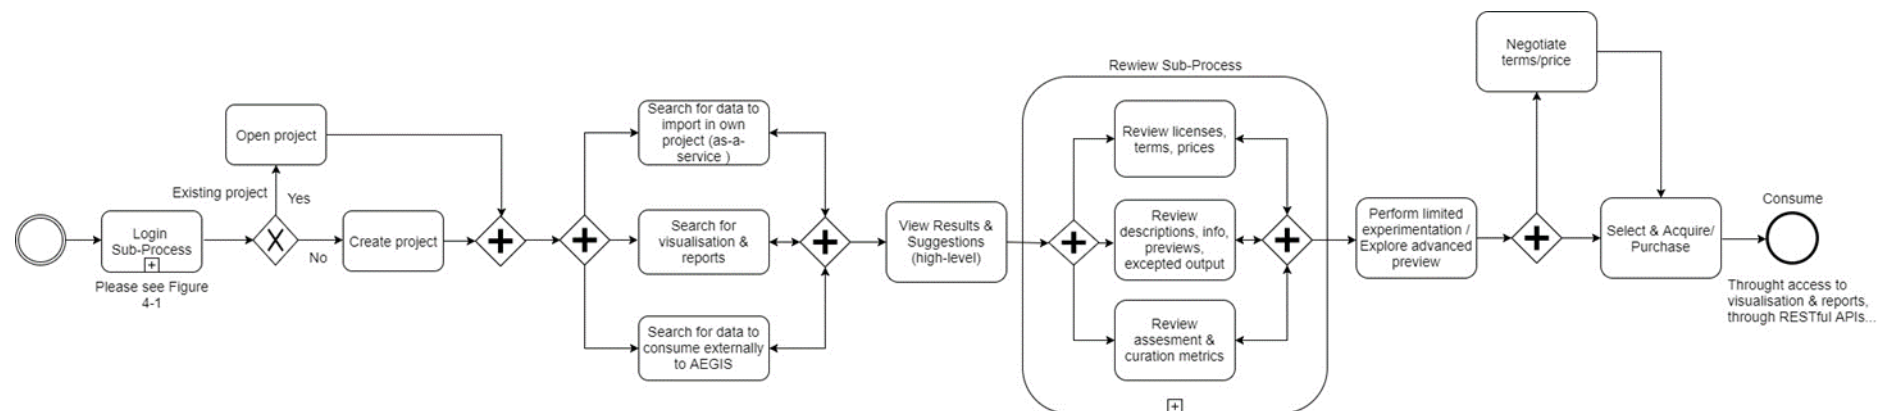 Login
Sub-Process
Please see Figure
4-1
Existing project
Yes
No
Open project
Create project
Search for data to
import in own
project (as-a-
service )
Search for
visualisation &
reports
Search for data to
consume externally
to AEGIS
View Results &
Suggestions
(high-level)
Rewiew Sub-Process
Review licenses,
terms, prices
Review
descriptions, info,
previews,
excepted output
Review
assesment &
curation metrics
Perform limited
experimentation /
Explore advanced
preview
Negotiate
terms/price
Select & Acquire/
Purchase
Consume
Throught access to
visualisation & reports,
through RESTful APIs...